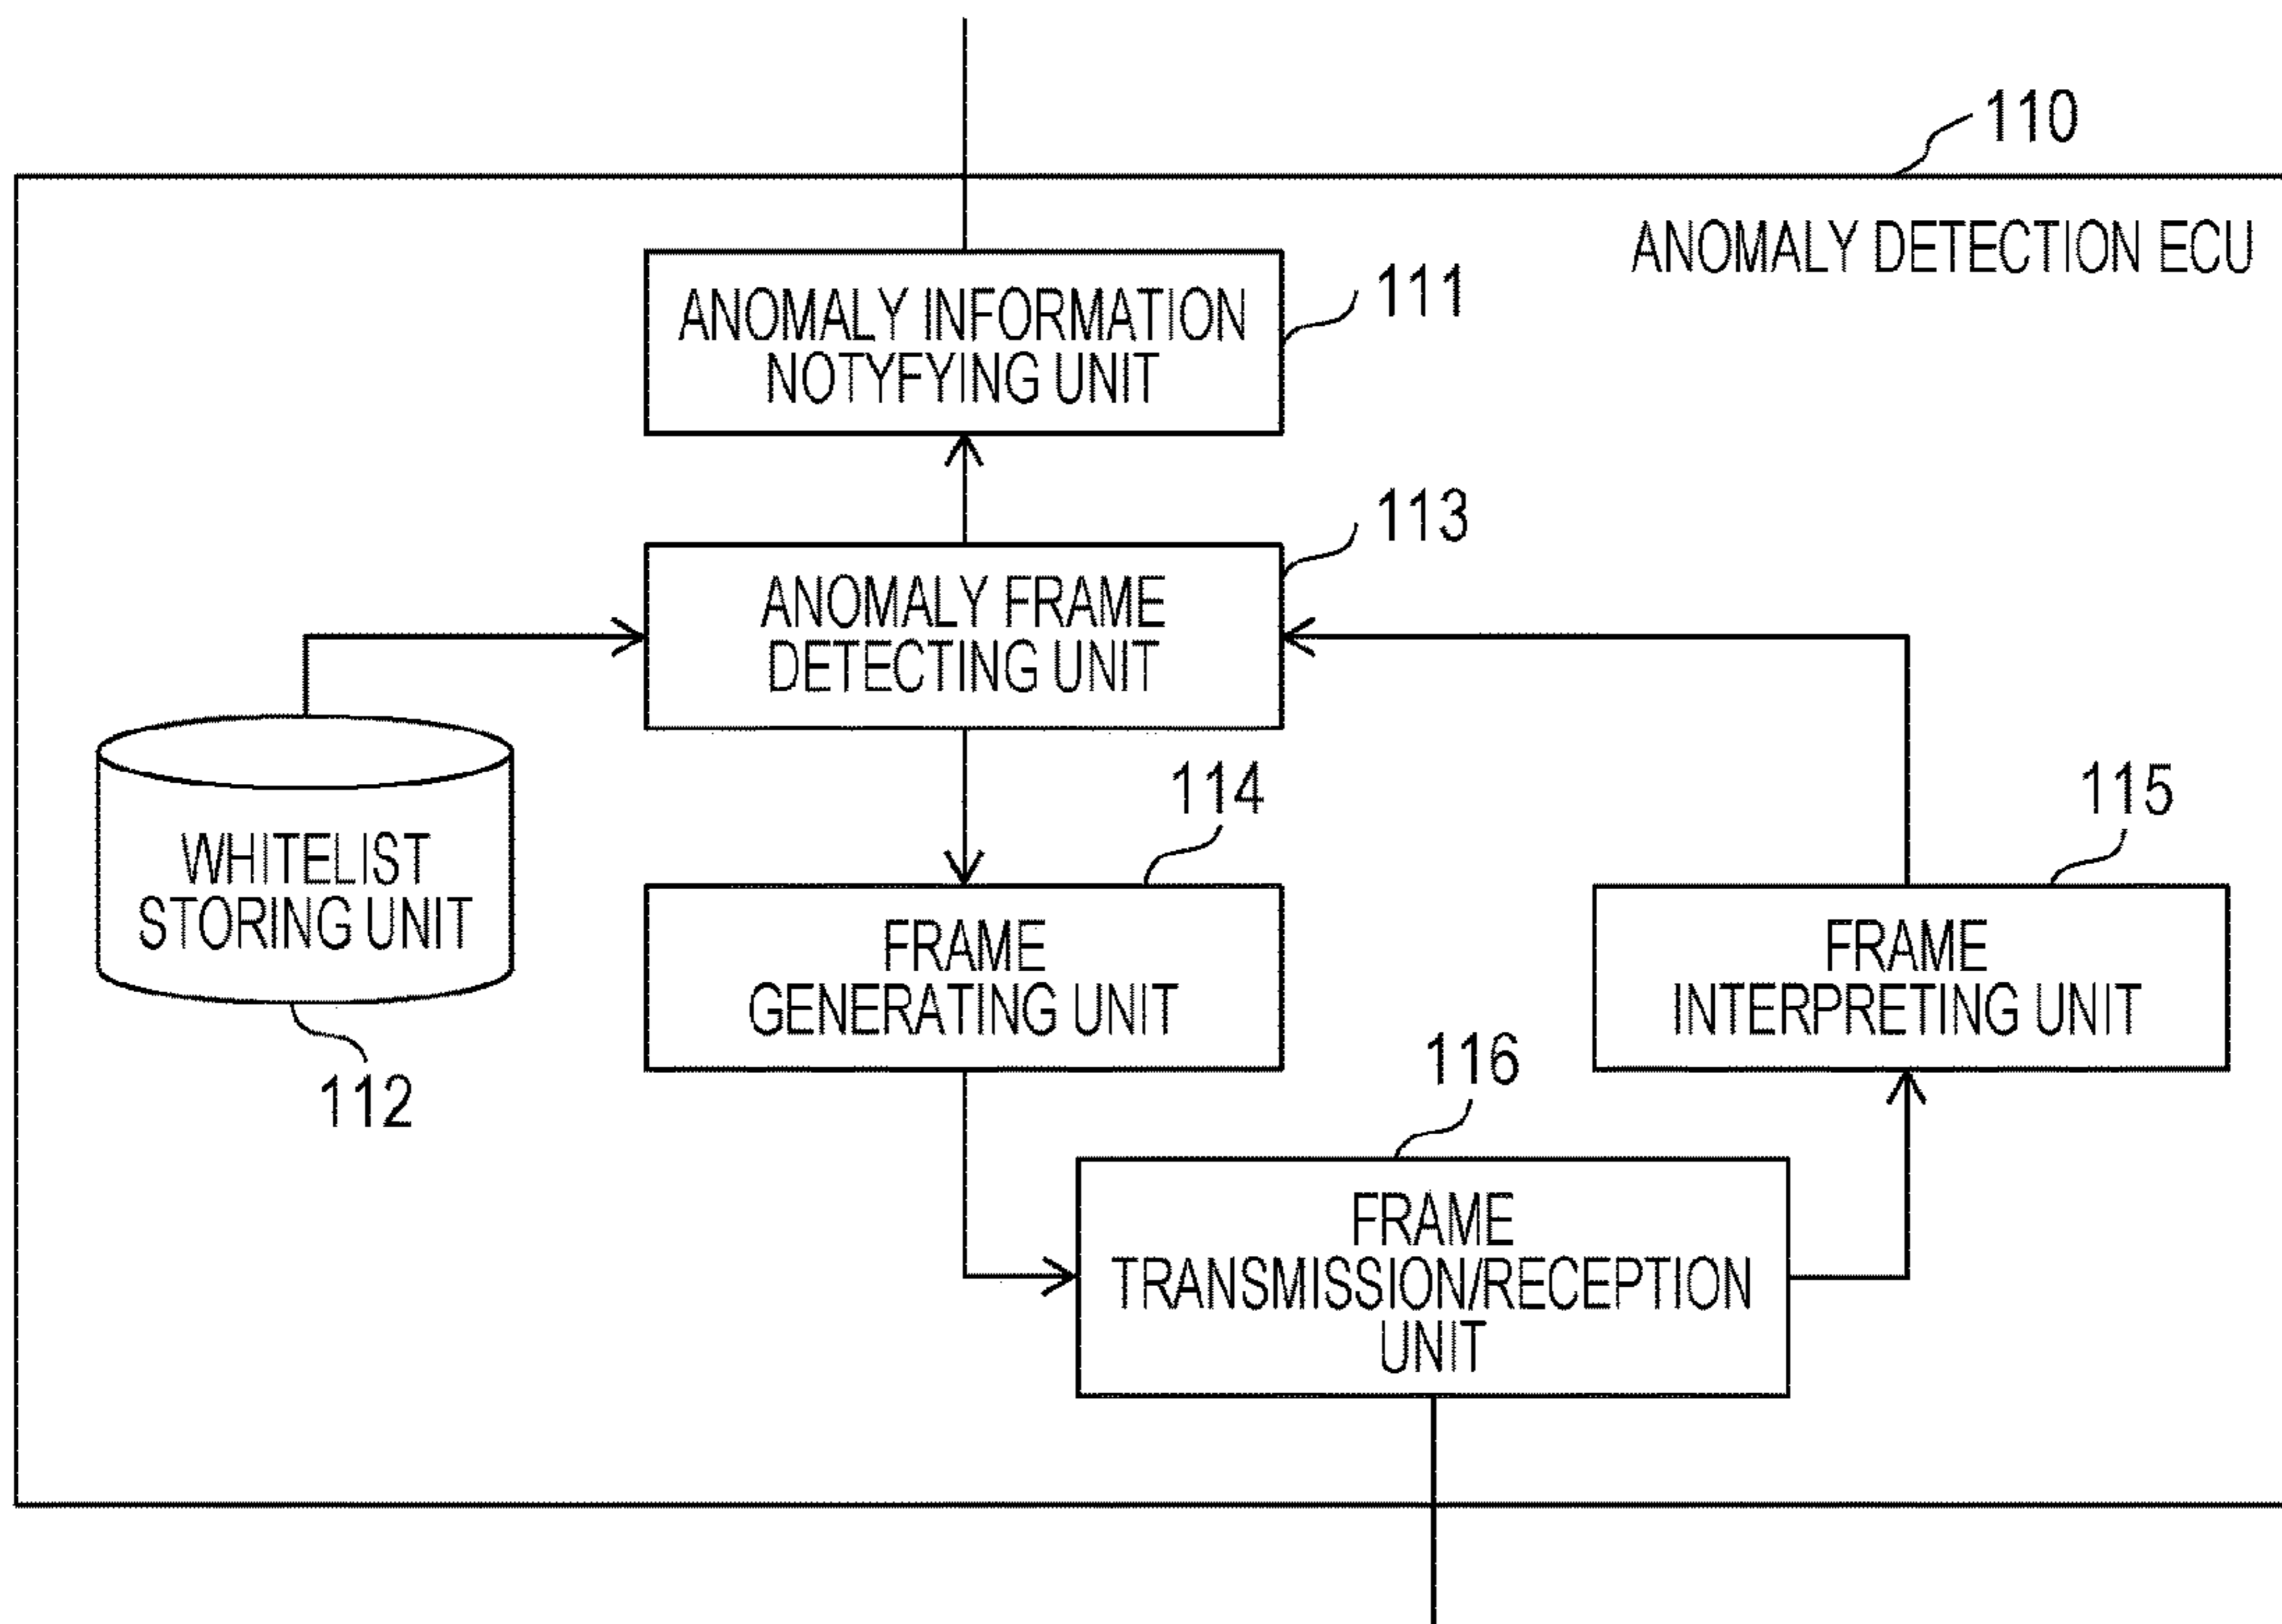 110
ANOMALY DETECTION ECU
ANOMALY INFORMATION
NOTYFYING UNIT
111
113
ANOMALY FRAME
DETECTING UNIT
114
115
WHITELIST
STORING UNIT
112
FRAME
GENERATING UNIT
FRAME
INTERPRETING UNIT
116
FRAME
TRANSMISSION/RECEPTION
UNIT